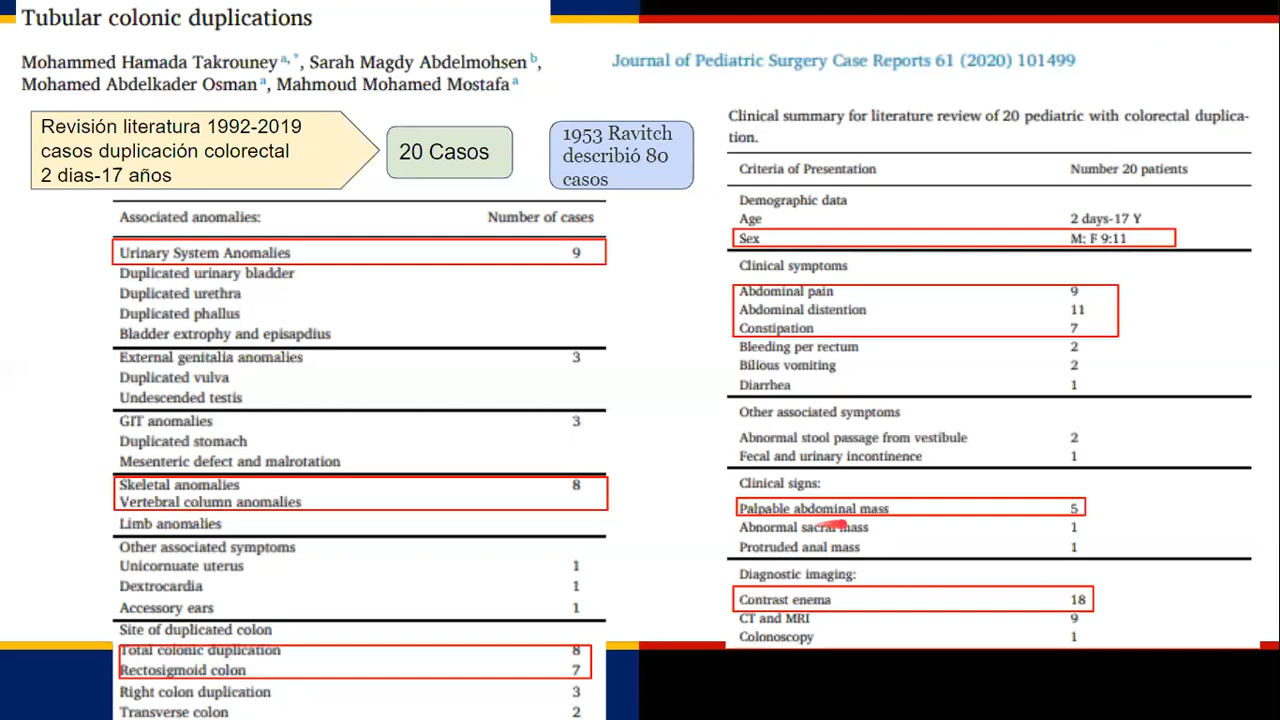 Tubular colonic duplications
Mohammed Hamada Takrouney a, *, Sarah Magdy Abdelmohsen b,
Mohamed Abdelkader Osman a, Mahmoud Mohamed Mostafa a
Journal of Pediatric Surgery Case Reports 61 (2020) 101499
Revisión literatura 1992-2019
casos duplicación colorectal
2 dias-17 años
20 Casos
1953 Ravitch
describió 80
casos
Associated anomalies: Number of cases
Urinary System Anomalies 9
Duplicated urinary bladder
Duplicated urethra
Duplicated phallus
Bladder extrophy and episapdius
External genitalia anomalies 3
Duplicated vulva
Undescended testis
GIT anomalies 3
Duplicated stomach
Mesenteric defect and malrotation
Skeletal anomalies 8
Vertebral column anomalies
Limb anomalies
Other associated symptoms
Unicornuate uterus 1
Dextrocardia 1
Accessory ears 1
Site of duplicated colon
Total colonic duplication 8
Rectosigmoid colon 7
Right colon duplication 3
Transverse colon 2
Clinical summary for literature review of 20 pediatric with colorectal duplica-
tion.
Criteria of Presentation Number 20 patients
Demographic data
Age 2 days-17 Y
Sex M: F 9:11
Clinical symptoms
Abdominal pain 9
Abdominal distention 11
Constipation 7
Bleeding per rectum 2
Bilious vomiting 2
Diarrhea 1
Other associated symptoms
Abnormal stool passage from vestibule 2
Fecal and urinary incontinence 1
Clinical signs:
Palpable abdominal mass 5
Abnormal sacral mass 1
Protruded anal mass 1
Diagnostic imaging:
Contrast enema 18
CT and MRI 9
Colonoscopy 1